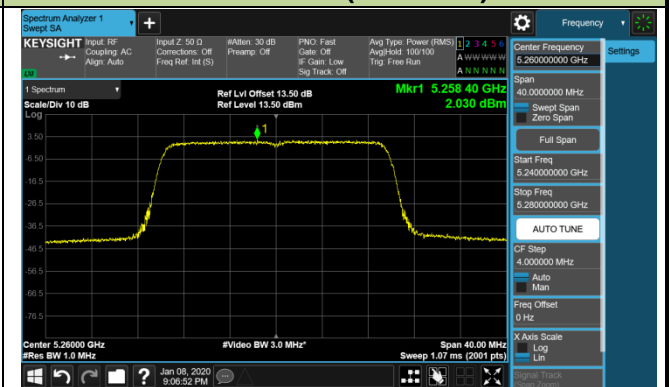 Spectrum Analyzer 1
Swept SA
Frequency
KEYSIGHT
Input: RF
Coupling: AC
Align: Auto
Input Z: 50 Ω
Corrections: Off
Freq Ref: Int (S)
#Atten: 30 dB
Preamp: Off
PNO: Fast
Gate: Off
IF Gain: Low
Sig Track: Off
Avg Type: Power (RMS)
Avg|Hold: 100/100
Trig: Free Run
1 2 3 4 5 6
A W W W W W
A N N N N N
1 Spectrum
Scale/Div 10 dB
Log
Ref Lvl Offset 13.50 dB
Ref Level 13.50 dBm
Mkr1 5.258 40 GHz
2.030 dBm
1
3.50
-6.50
-16.5
-26.5
-36.5
-46.5
-56.5
-66.5
-76.5
Center 5.26000 GHz
#Res BW 1.0 MHz
#Video BW 3.0 MHz*
Span 40.00 MHz
Sweep 1.07 ms (2001 pts)
Center Frequency
5.260000000 GHz
Settings
Span
40.0000000 MHz
Swept Span
Zero Span
Full Span
Start Freq
5.240000000 GHz
Stop Freq
5.280000000 GHz
AUTO TUNE
CF Step
4.000000 MHz
Auto
Man
Freq Offset
0 Hz
X Axis Scale
Log
Lin
Signal Track
(Span Zoom)
?
Jan 08, 2020
9:06:52 PM